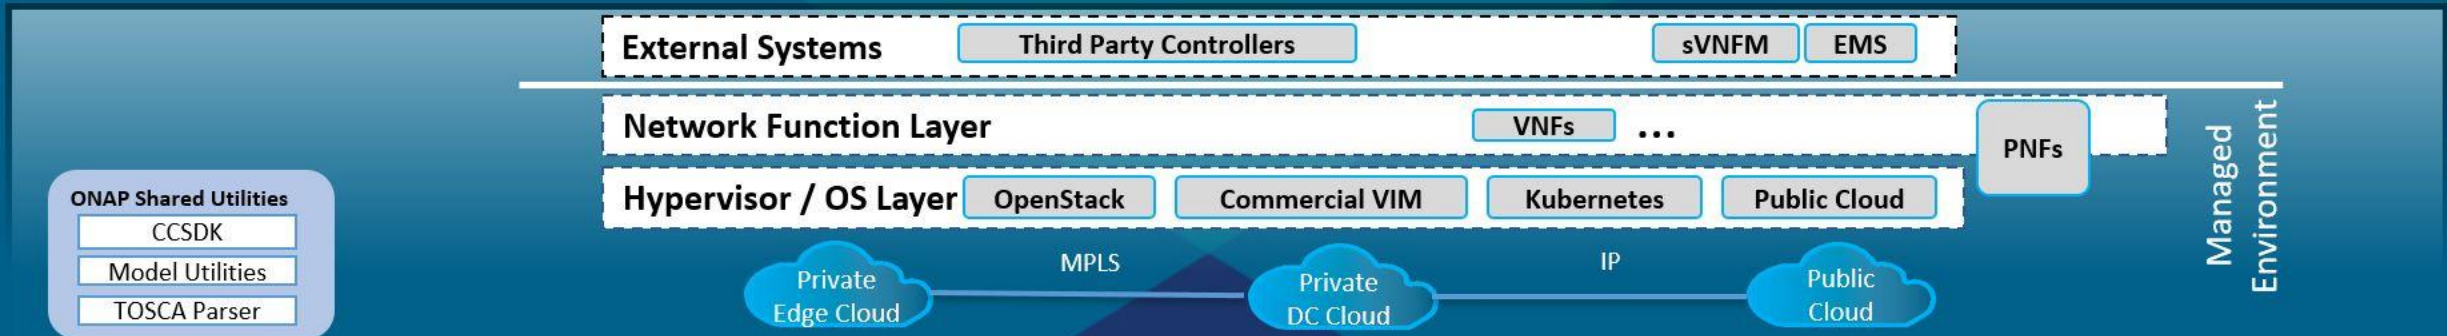 External Systems
Third Party Controllers
sVNFM
EMS
Network Function Layer
VNFs
...
PNFs
Hypervisor / OS Layer
OpenStack
Commercial VIM
Kubernetes
Public Cloud
Managed
Environment
ONAP Shared Utilities
CCSDK
Model Utilities
TOSCA Parser
Private
Edge Cloud
MPLS
Private
DC Cloud
IP
Public
Cloud